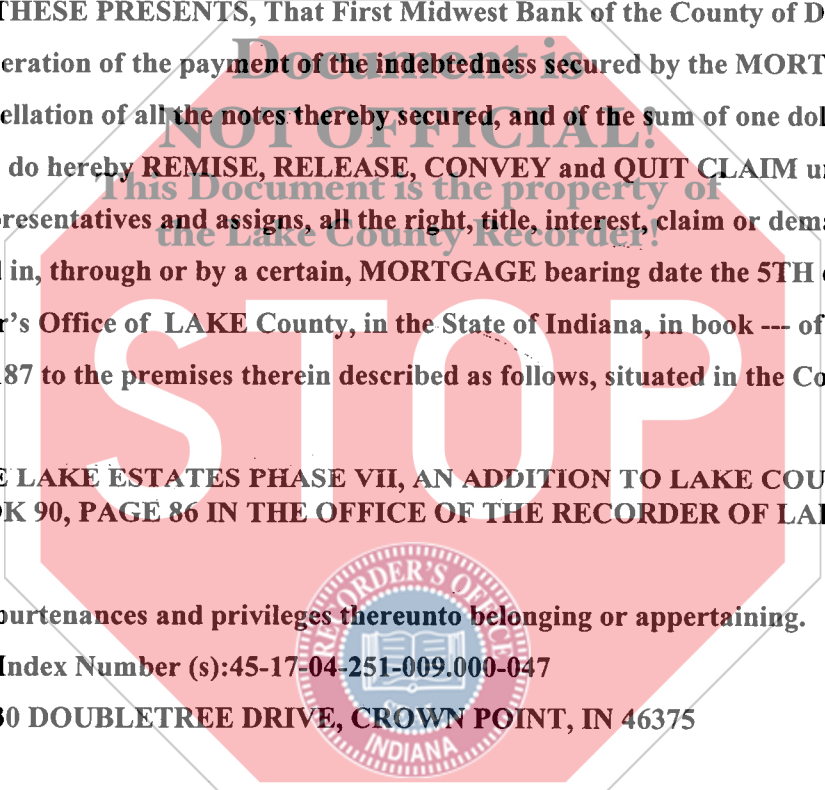 THESE PRESENTS, That First Midwest Bank of the County of D
Document is
eration of the payment of the indebtedness secured by the MORT
ellation of all the notes thereby secured, and of the sum of one dol
NOT OFFICIAL!
do hereby REMISE, RELEASE, CONVEY and QUIT CLAIM u
This Document is the property of
resentatives and assigns, all the right, title, interest, claim or dema
the Lake County Recorder!
in, through or by a certain, MORTGAGE bearing date the 5TH
r's Office of LAKE County, in the State of Indiana, in book --- of
STOP
87 to the premises therein described as follows, situated in the Co
E LAKE ESTATES PHASE VII, AN ADDITION TO LAKE COU
OK 90, PAGE 86 IN THE OFFICE OF THE RECORDER OF LA
RECORDER'S OFFICE
purtenances and privileges thereunto belonging or appertaining.
Index Number (s):45-17-04-251-009.000-047
SEAL
30 DOUBLETREE DRIVE, CROWN POINT, IN 46375
INDIANA